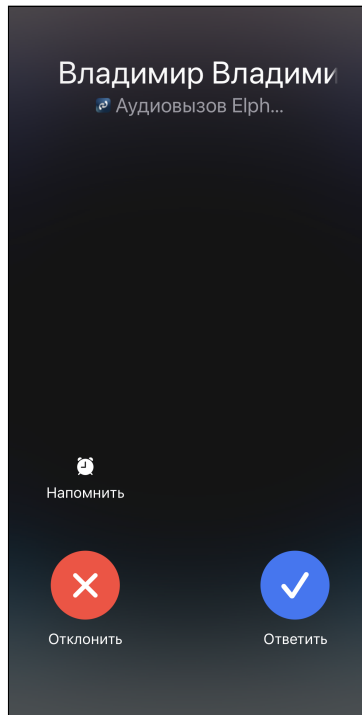 Владимир Владими
Аудиовызов Elph...
Напомнить
Отклонить
Ответить